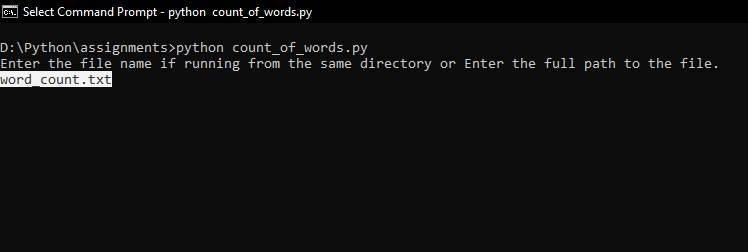 Select Command Prompt - python  count_of_words.py
D:\Python\assignments>python count_of_words.py
Enter the file name if running from the same directory or Enter the full path to the file.
word_count.txt